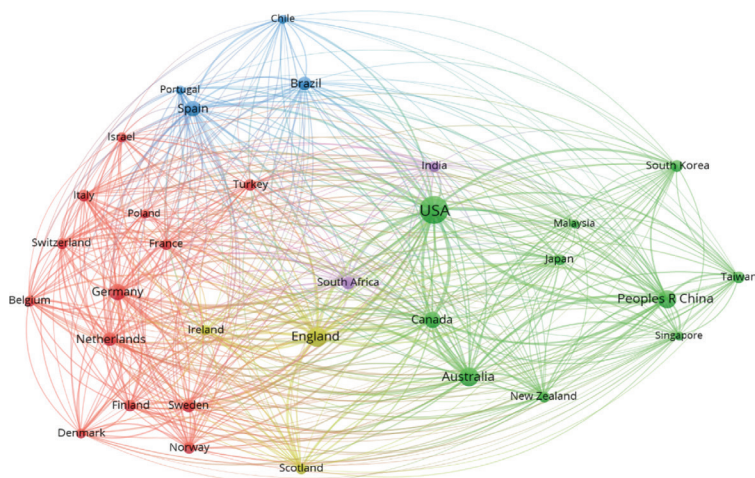 Chile
Portugal
Brazil
Spain
Israel
India
South Korea
Turkey
Italy
Poland
USA
Malaysia
Switzerland
France
Japan
Taiwan
South Africa
Belgium
Germany
Peoples R China
Canada
Ireland
England
Netherlands
Singapore
Australia
New Zealand
Finland
Sweden
Denmark
Norway
Scotland